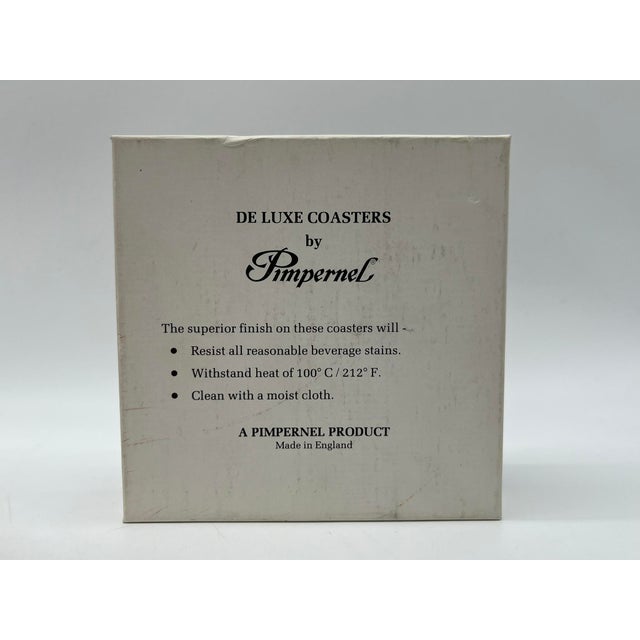 DE LUXE COASTERS
by
Pimpernel®
The superior finish on these coasters will -
● Resist all reasonable beverage stains.
● Withstand heat of 100° C / 212° F.
● Clean with a moist cloth.
A PIMPERNEL PRODUCT
Made in England